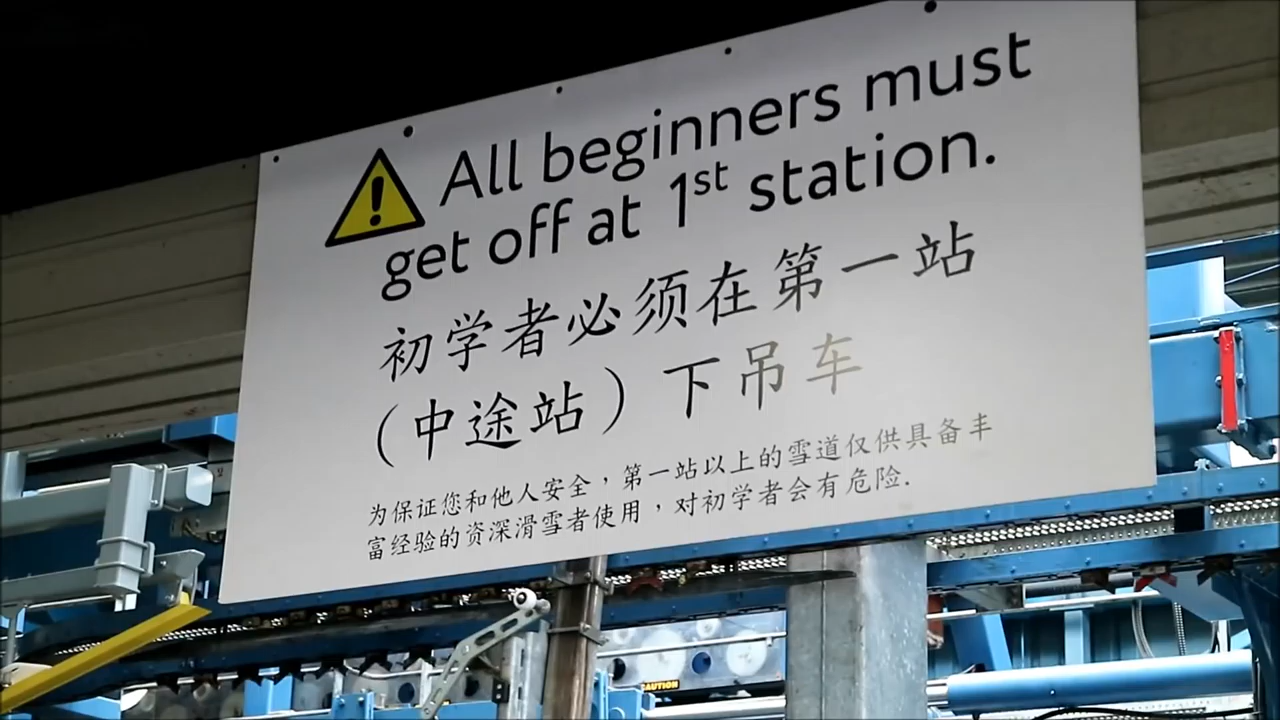 All beginners must
get off at 1st station.
初学者必须在第一站
（中途站）下吊车
为保证您和他人安全，第一站以上的雪道仅供具备丰
富经验的资深滑雪者使用，对初学者会有危险.
CAUTION